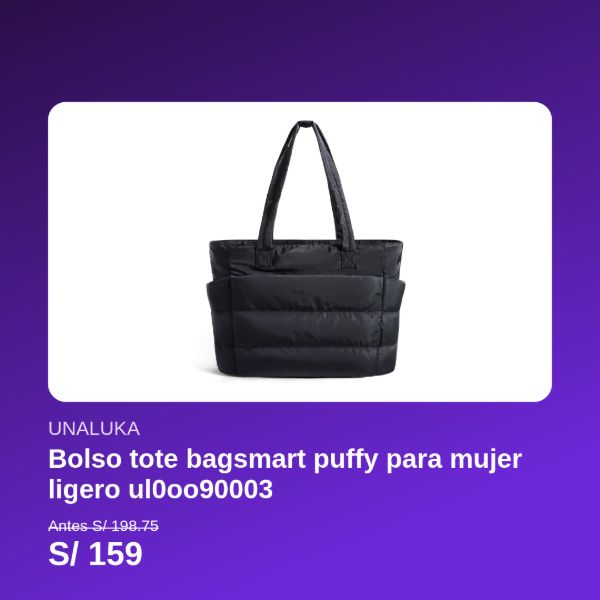 UNALUKA
Bolso tote bagsmart puffy para mujer
ligero ul0oo90003
Antes S/ 198.75
S/ 159